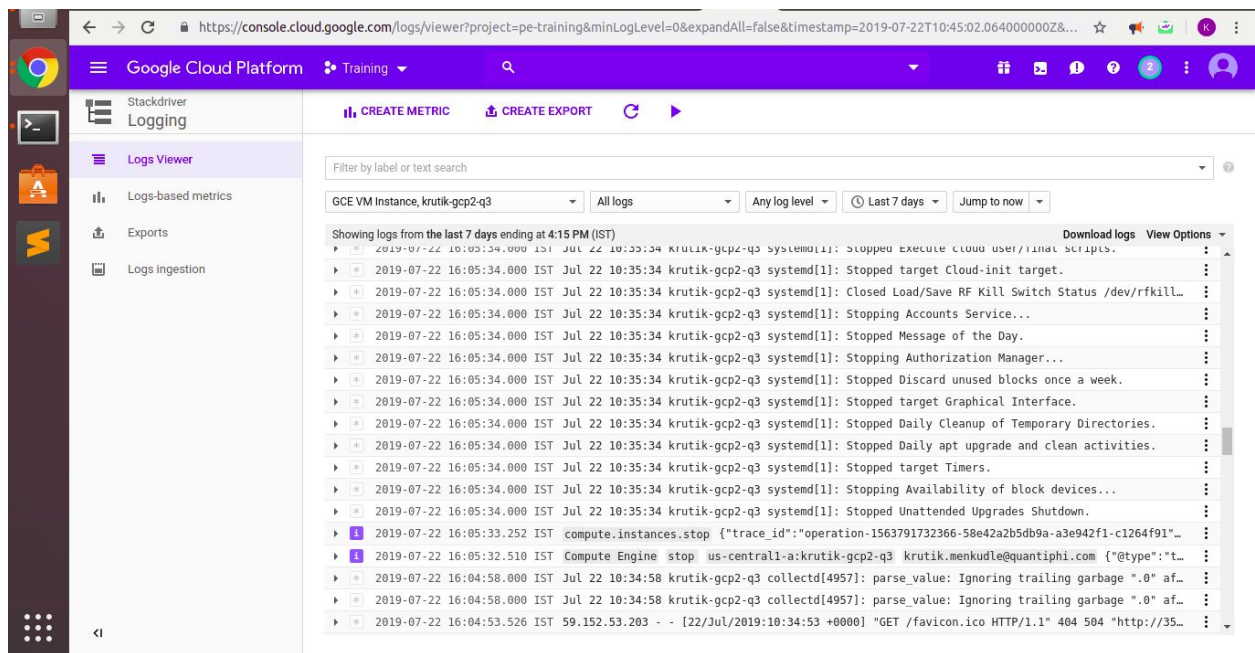 https://console.cloud.google.com/logs/viewer?project=pe-training&minLogLevel=0&expandAll=false&timestamp=2019-07-22T10:45:02.064000000Z&... K
Google Cloud Platform Training 2
Stackdriver
Logging
CREATE METRIC CREATE EXPORT
Logs Viewer
Logs-based metrics
Exports
Logs ingestion
Filter by label or text search
GCE VM Instance, krutik-gcp2-q3 All logs Any log level Last 7 days Jump to now
Showing logs from the last 7 days ending at 4:15 PM (IST) Download logs View Options
2019-07-22 16:05:34.000 IST Jul 22 10:35:34 krutik-gcp2-q3 systemd[1]: Stopped Execute cloud user/final scripts.
2019-07-22 16:05:34.000 IST Jul 22 10:35:34 krutik-gcp2-q3 systemd[1]: Stopped target Cloud-init target.
2019-07-22 16:05:34.000 IST Jul 22 10:35:34 krutik-gcp2-q3 systemd[1]: Closed Load/Save RF Kill Switch Status /dev/rfkill…
2019-07-22 16:05:34.000 IST Jul 22 10:35:34 krutik-gcp2-q3 systemd[1]: Stopping Accounts Service...
2019-07-22 16:05:34.000 IST Jul 22 10:35:34 krutik-gcp2-q3 systemd[1]: Stopped Message of the Day.
2019-07-22 16:05:34.000 IST Jul 22 10:35:34 krutik-gcp2-q3 systemd[1]: Stopping Authorization Manager...
2019-07-22 16:05:34.000 IST Jul 22 10:35:34 krutik-gcp2-q3 systemd[1]: Stopped Discard unused blocks once a week.
2019-07-22 16:05:34.000 IST Jul 22 10:35:34 krutik-gcp2-q3 systemd[1]: Stopped target Graphical Interface.
2019-07-22 16:05:34.000 IST Jul 22 10:35:34 krutik-gcp2-q3 systemd[1]: Stopped Daily Cleanup of Temporary Directories.
2019-07-22 16:05:34.000 IST Jul 22 10:35:34 krutik-gcp2-q3 systemd[1]: Stopped Daily apt upgrade and clean activities.
2019-07-22 16:05:34.000 IST Jul 22 10:35:34 krutik-gcp2-q3 systemd[1]: Stopped target Timers.
2019-07-22 16:05:34.000 IST Jul 22 10:35:34 krutik-gcp2-q3 systemd[1]: Stopping Availability of block devices...
2019-07-22 16:05:34.000 IST Jul 22 10:35:34 krutik-gcp2-q3 systemd[1]: Stopped Unattended Upgrades Shutdown.
i 2019-07-22 16:05:33.252 IST compute.instances.stop {"trace_id":"operation-1563791732366-58e42a2b5db9a-a3e942f1-c1264f91"…
i 2019-07-22 16:05:32.510 IST Compute Engine stop us-central1-a:krutik-gcp2-q3 krutik.menkudle@quantiphi.com {"@type":"t…
2019-07-22 16:04:58.000 IST Jul 22 10:34:58 krutik-gcp2-q3 collectd[4957]: parse_value: Ignoring trailing garbage ".0" af…
2019-07-22 16:04:58.000 IST Jul 22 10:34:58 krutik-gcp2-q3 collectd[4957]: parse_value: Ignoring trailing garbage ".0" af…
2019-07-22 16:04:53.526 IST 59.152.53.203 - - [22/Jul/2019:10:34:53 +0000] "GET /favicon.ico HTTP/1.1" 404 504 "http://35…